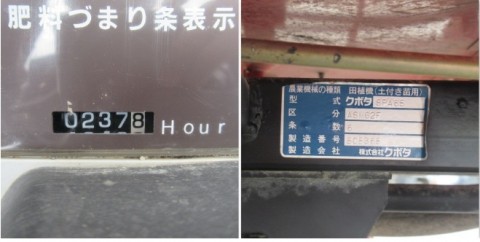 肥料づまり条表示
02378 Hour
農業機械の種類 田植機(土付き苗用)
型式 クボタ
区分
条数
製造番号
製造会社 株式会社クボタ